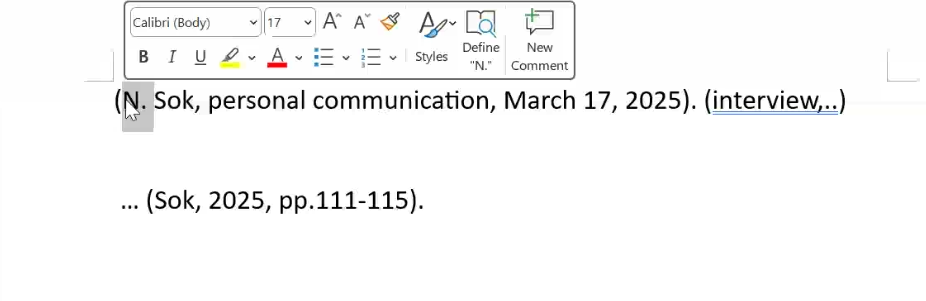 Calibri (Body) 17 A^ Aˇ A
B I U A Styles Define "N." New Comment
(N. Sok, personal communication, March 17, 2025). (interview,..)
... (Sok, 2025, pp.111-115).